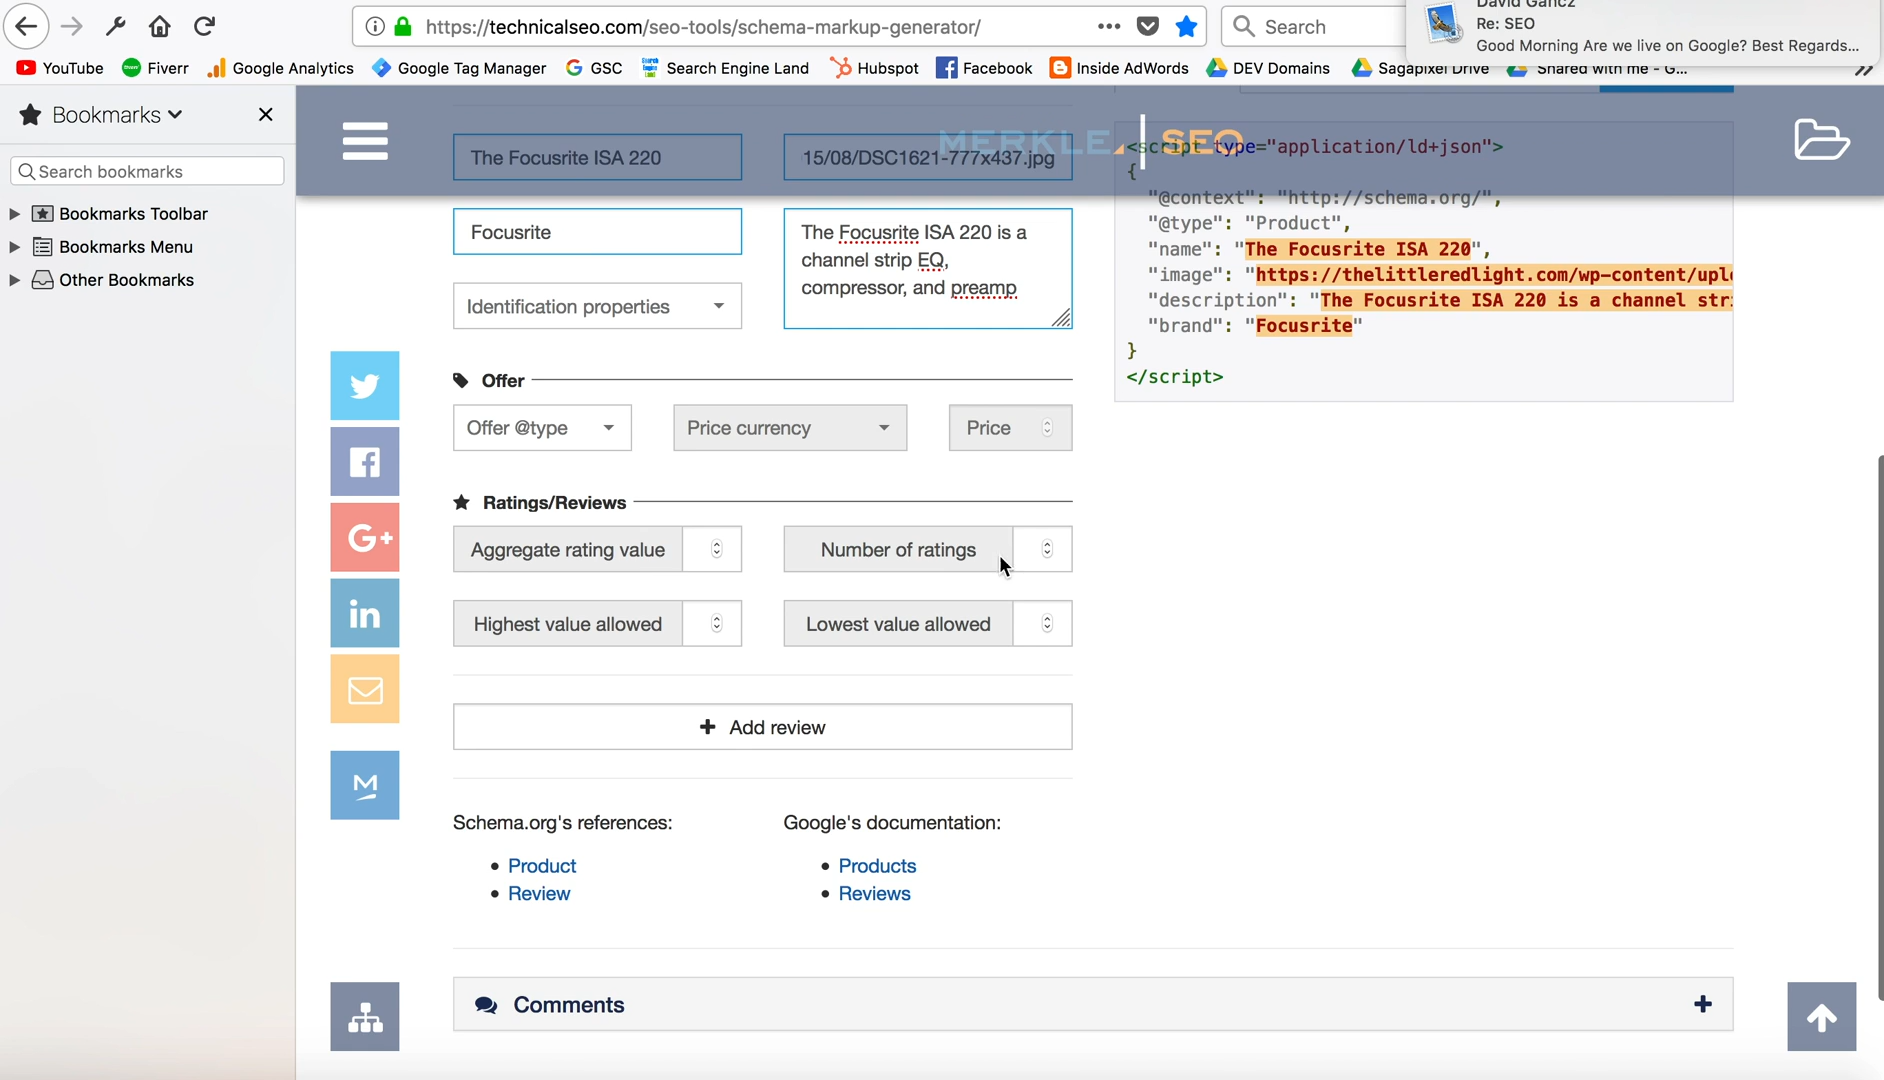 https://technicalseo.com/seo-tools/schema-markup-generator/
Search
Re: SEO
Good Morning Are we live on Google? Best Regards...
YouTube
Fiverr
Google Analytics
Google Tag Manager
GSC
Search Engine Land
Hubspot
Facebook
Inside AdWords
DEV Domains
Sagapixel Drive
Shared with me - G...
Bookmarks
Search bookmarks
Bookmarks Toolbar
Bookmarks Menu
Other Bookmarks
MERKLE SEO
The Focusrite ISA 220
15/08/DSC1621-777x437.jpg
Focusrite
The Focusrite ISA 220 is a
channel strip EQ,
compressor, and preamp
Identification properties
Offer
Offer @type
Price currency
Price
Ratings/Reviews
Aggregate rating value
Number of ratings
Highest value allowed
Lowest value allowed
+ Add review
Schema.org's references:
• Product
• Review
Google's documentation:
• Products
• Reviews
Comments
<script type="application/ld+json">
{
"@context": "http://schema.org/",
"@type": "Product",
"name": "The Focusrite ISA 220",
"image": "https://thelittleredlight.com/wp-content/upl
"description": "The Focusrite ISA 220 is a channel str
"brand": "Focusrite"
}
</script>